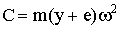 C = m(y + e)ω²